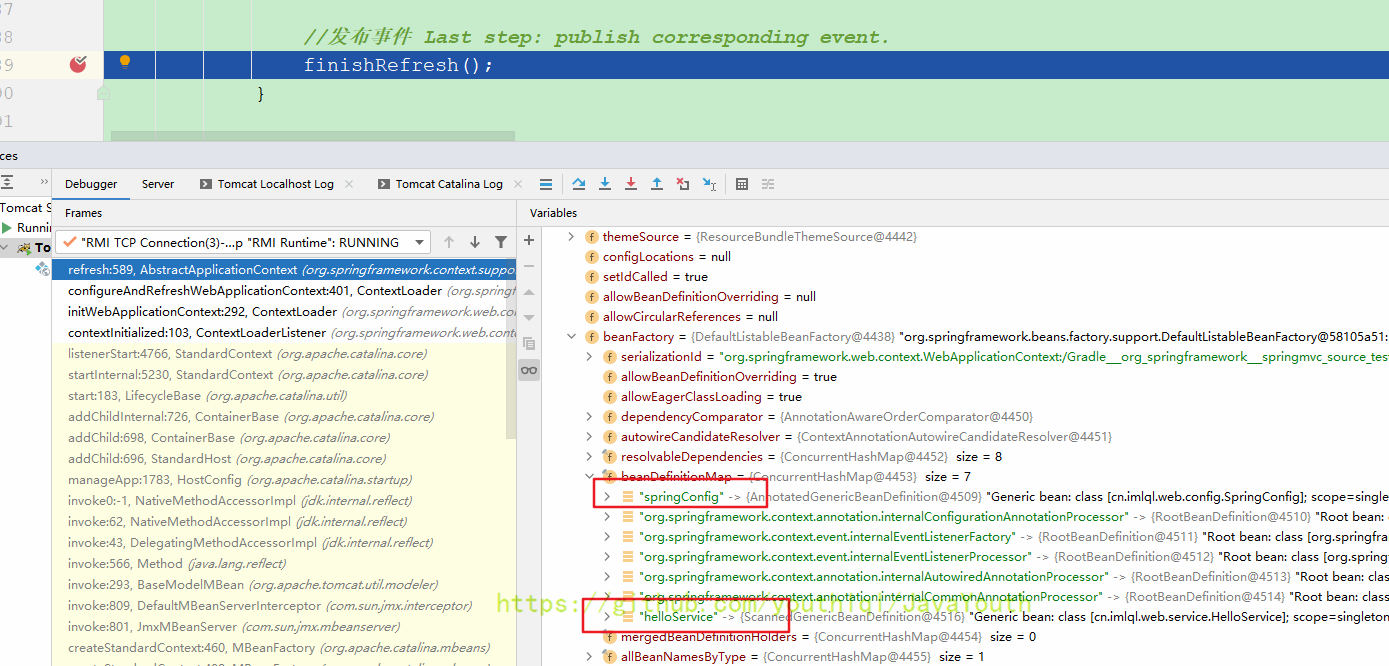 37
38
//发布事件 Last step: publish corresponding event.
39
finishRefresh();
90
}
91
ces
Debugger
Server
Tomcat Localhost Log
Tomcat Catalina Log
Tomcat S
Runni
To
Frames
"RMI TCP Connection(3)-...p "RMI Runtime": RUNNING
refresh:589, AbstractApplicationContext (org.springframework.context.suppo
configureAndRefreshWebApplicationContext:401, ContextLoader (org.springf
initWebApplicationContext:292, ContextLoader (org.springframework.web.co
contextInitialized:103, ContextLoaderListener (org.springframework.web.cont
listenerStart:4766, StandardContext (org.apache.catalina.core)
startInternal:5230, StandardContext (org.apache.catalina.core)
start:183, LifecycleBase (org.apache.catalina.util)
addChildInternal:726, ContainerBase (org.apache.catalina.core)
addChild:698, ContainerBase (org.apache.catalina.core)
addChild:696, StandardHost (org.apache.catalina.core)
manageApp:1783, HostConfig (org.apache.catalina.startup)
invoke0:-1, NativeMethodAccessorImpl (jdk.internal.reflect)
invoke:62, NativeMethodAccessorImpl (jdk.internal.reflect)
invoke:43, DelegatingMethodAccessorImpl (jdk.internal.reflect)
invoke:566, Method (java.lang.reflect)
invoke:293, BaseModelMBean (org.apache.tomcat.util.modeler)
invoke:809, DefaultMBeanServerInterceptor (com.sun.jmx.interceptor)
invoke:801, JmxMBeanServer (com.sun.jmx.mbeanserver)
createStandardContext:460, MBeanFactory (org.apache.catalina.mbeans)
Variables
themeSource = {ResourceBundleThemeSource@4442}
configLocations = null
setIdCalled = true
allowBeanDefinitionOverriding = null
allowCircularReferences = null
beanFactory = {DefaultListableBeanFactory@4438} "org.springframework.beans.factory.support.DefaultListableBeanFactory@58105a51:
serializationId = "org.springframework.web.context.WebApplicationContext:/Gradle__org_springframework__springmvc_source_tes
allowBeanDefinitionOverriding = true
allowEagerClassLoading = true
dependencyComparator = {AnnotationAwareOrderComparator@4450}
autowireCandidateResolver = {ContextAnnotationAutowireCandidateResolver@4451}
resolvableDependencies = {ConcurrentHashMap@4452} size = 8
beanDefinitionMap = {ConcurrentHashMap@4453} size = 7
"springConfig" -> {AnnotatedGenericBeanDefinition@4509} "Generic bean: class [cn.imlql.web.config.SpringConfig]; scope=single
"org.springframework.context.annotation.internalConfigurationAnnotationProcessor" -> {RootBeanDefinition@4510} "Root bean:
"org.springframework.context.event.internalEventListenerFactory" -> {RootBeanDefinition@4511} "Root bean: class [org.springfra
"org.springframework.context.event.internalEventListenerProcessor" -> {RootBeanDefinition@4512} "Root bean: class [org.spring
"org.springframework.context.annotation.internalAutowiredAnnotationProcessor" -> {RootBeanDefinition@4513} "Root bean: clas
"org.springframework.context.annotation.internalCommonAnnotationProcessor" -> {RootBeanDefinition@4514} "Root bean: class
https://github.com/youthlql/JavaYouth
"helloService" -> {ScannedGenericBeanDefinition@4516} "Generic bean: class [cn.imlql.web.service.HelloService]; scope=singleton
mergedBeanDefinitionHolders = {ConcurrentHashMap@4454} size = 0
allBeanNamesByType = {ConcurrentHashMap@4455} size = 1